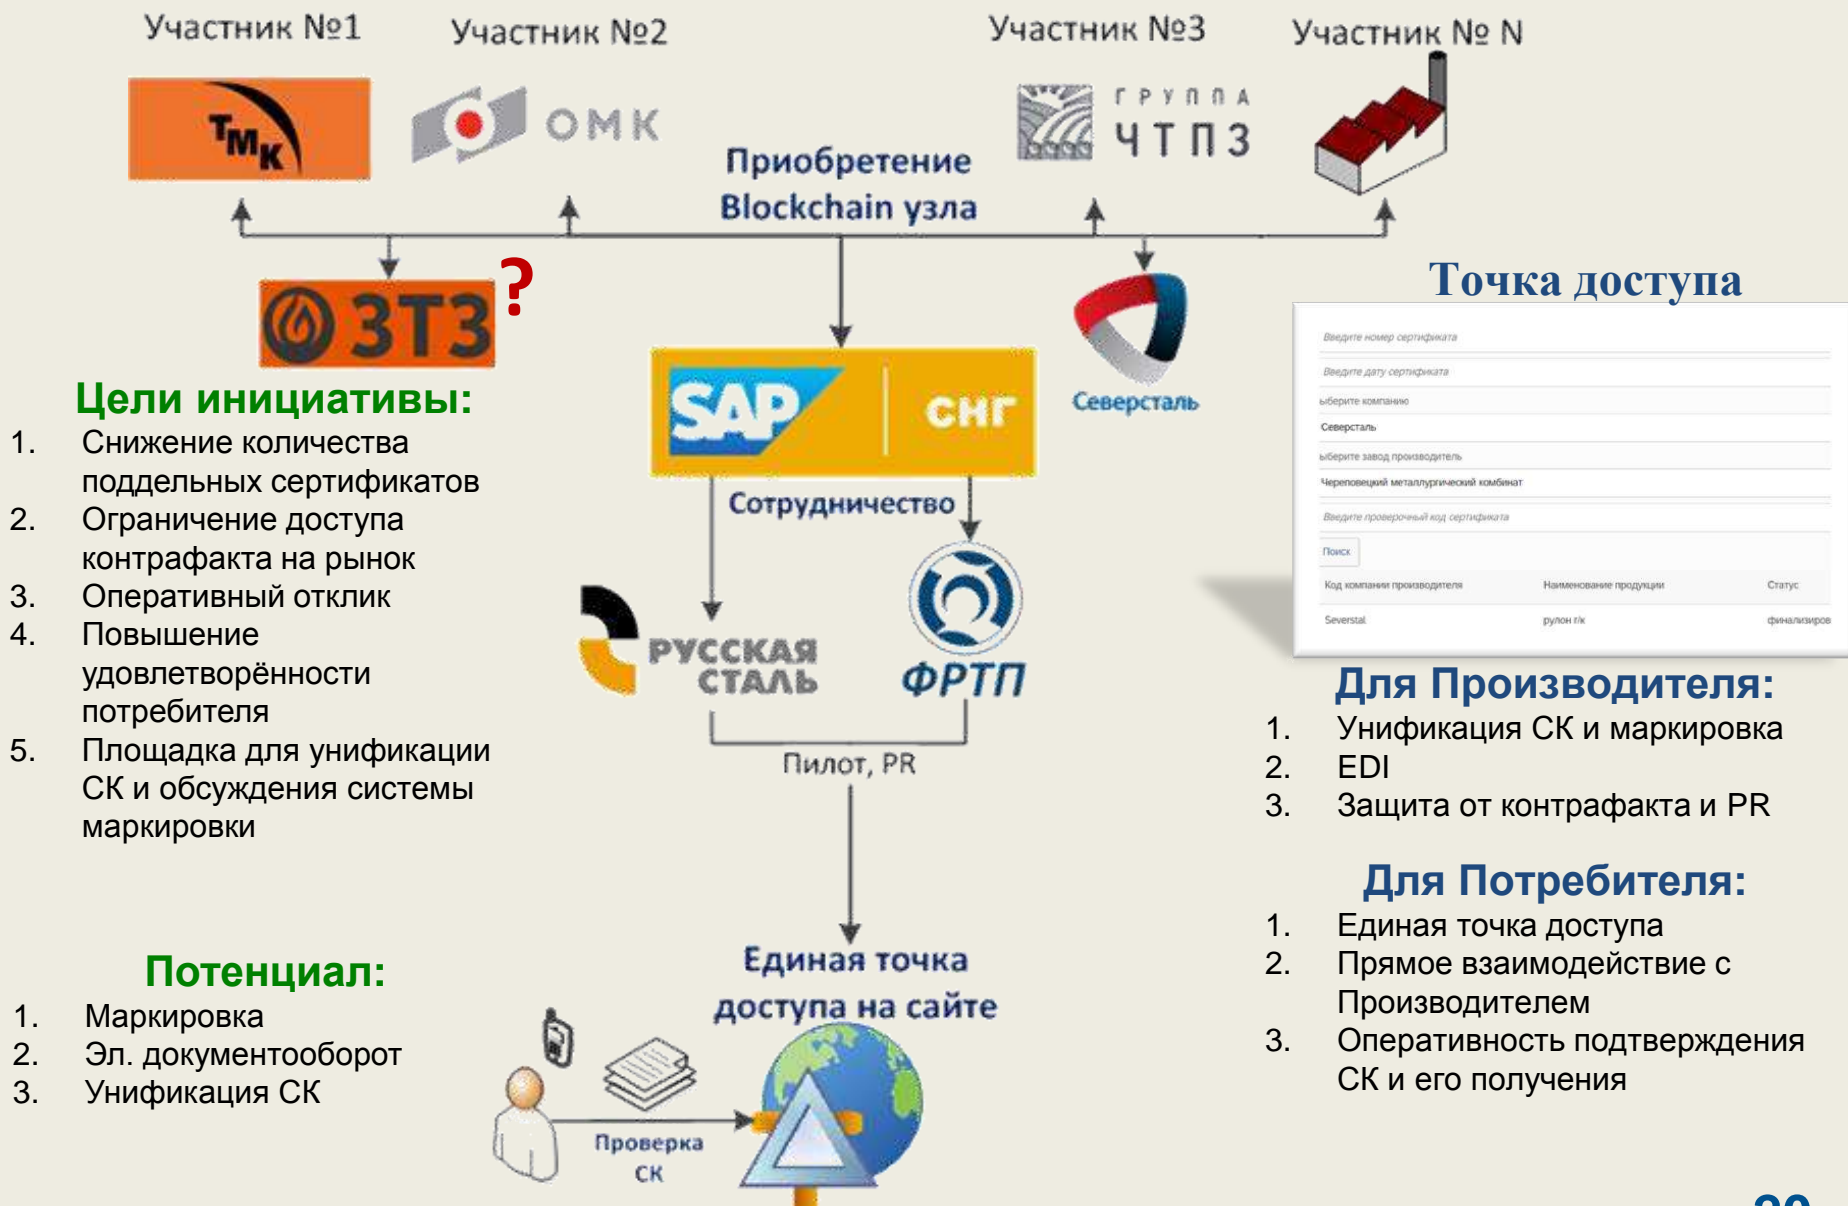 Участник №1
Участник №2
Участник №3
Участник № N
ТМК
ОМК
ГРУППА
ЧТПЗ
Приобретение
Blockchain узла
ЗТЗ
?
SAP
СНГ
Северсталь
Сотрудничество
РУССКАЯ
СТАЛЬ
ФРТП
Пилот, PR
Единая точка
доступа на сайте
Проверка
СК
Цели инициативы:
1. Снижение количества
поддельных сертификатов
2. Ограничение доступа
контрафакта на рынок
3. Оперативный отклик
4. Повышение
удовлетворённости
потребителя
5. Площадка для унификации
СК и обсуждения системы
маркировки
Потенциал:
1. Маркировка
2. Эл. документооборот
3. Унификация СК
Точка доступа
Введите номер сертификата
Введите дату сертификата
ыберите компанию
Северсталь
ыберите завод производитель
Череповецкий металлургический комбинат
Введите проверочный код сертификата
Поиск
Код компании производителя Наименование продукции Статус
Severstal рулон г/к финализиров
Для Производителя:
1. Унификация СК и маркировка
2. EDI
3. Защита от контрафакта и PR
Для Потребителя:
1. Единая точка доступа
2. Прямое взаимодействие с
Производителем
3. Оперативность подтверждения
СК и его получения